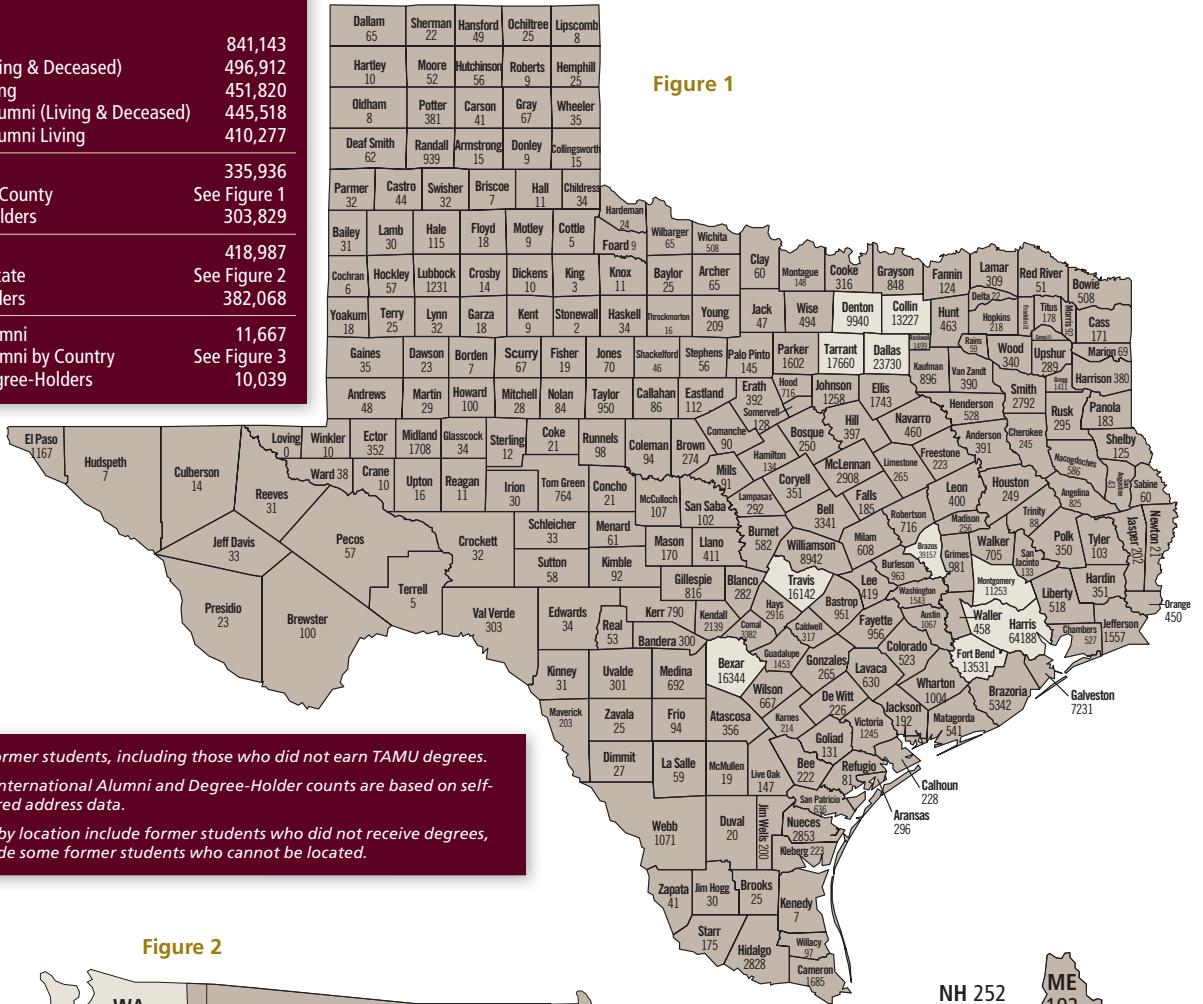 841,143
ing & Deceased) 496,912
ng 451,820
umni (Living & Deceased) 445,518
umni Living 410,277
335,936
County See Figure 1
lders 303,829
418,987
tate See Figure 2
ders 382,068
umni 11,667
mni by Country See Figure 3
gree-Holders 10,039
Figure 1
Dallam 65
Sherman 22
Hansford 49
Ochiltree 25
Lipscomb 8
Hartley 10
Moore 52
Hutchinson 56
Roberts 9
Hemphill 25
Oldham 8
Potter 381
Carson 41
Gray 67
Wheeler 35
Deaf Smith 62
Randall 939
Armstrong 15
Donley 9
Collingsworth 15
Parmer 32
Castro 44
Swisher 32
Briscoe 7
Hall 11
Childress 34
Hardeman 24
Bailey 31
Lamb 30
Hale 115
Floyd 18
Motley 9
Cottle 5
Foard 9
Wilbarger 65
Wichita 508
Clay 60
Montague 148
Cooke 316
Grayson 848
Fannin 124
Lamar 309
Red River 51
Bowie 508
Cochran 6
Hockley 57
Lubbock 1231
Crosby 14
Dickens 10
King 3
Knox 11
Baylor 25
Archer 65
Delta 22
Yoakum 18
Terry 25
Lynn 32
Garza 18
Kent 9
Stonewall 2
Haskell 34
Throckmorton 16
Young 209
Jack 47
Wise 494
Denton 9940
Collin 13227
Hunt 463
Hopkins 218
Franklin
Titus 178
Morris 92
Cass 171
Gaines 35
Dawson 23
Borden 7
Scurry 67
Fisher 19
Jones 70
Shackelford 46
Stephens 56
Palo Pinto 145
Parker 1602
Tarrant 17660
Dallas 23730
Rockwall 1499
Rains 59
Wood 340
Camp
Upshur 289
Marion 69
Kaufman 896
Van Zandt 390
Gregg 1411
Harrison 380
Andrews 48
Martin 29
Howard 100
Mitchell 28
Nolan 84
Taylor 950
Callahan 86
Eastland 112
Erath 392
Hood 716
Somervell 128
Johnson 1258
Ellis 1743
Henderson 528
Smith 2792
Rusk 295
Panola 183
El Paso 1167
Hudspeth 7
Culberson 14
Reeves 31
Loving 0
Winkler 10
Ector 352
Midland 1708
Glasscock 34
Sterling 12
Coke 21
Runnels 98
Coleman 94
Brown 274
Comanche 90
Bosque 250
Hill 397
Navarro 460
Anderson 391
Cherokee 245
Shelby 125
Ward 38
Crane 10
Upton 16
Reagan 11
Irion 30
Tom Green 764
Concho 21
McCulloch 107
San Saba 102
Mills 91
Hamilton 134
Coryell 351
McLennan 2908
Limestone 265
Freestone 223
Nacogdoches 586
San Augustine 43
Sabine 60
Jeff Davis 33
Pecos 57
Crockett 32
Schleicher 33
Menard 61
Mason 170
Llano 411
Lampasas 292
Burnet 582
Bell 3341
Falls 185
Robertson 716
Leon 400
Houston 249
Angelina 825
Trinity 88
Jasper 202
Newton 21
Presidio 23
Brewster 100
Terrell 5
Val Verde 303
Sutton 58
Kimble 92
Gillespie 816
Blanco 282
Williamson 8942
Milam 608
Brazos 39157
Madison 256
Grimes 981
Walker 705
San Jacinto 133
Polk 350
Tyler 103
Edwards 34
Real 53
Kerr 790
Bandera 300
Kendall 2139
Hays 2916
Travis 16142
Bastrop 951
Lee 419
Burleson 963
Washington 1543
Montgomery 11253
Liberty 518
Hardin 351
Orange 450
Kinney 31
Uvalde 301
Medina 692
Bexar 16344
Comal 3382
Caldwell 317
Fayette 956
Austin 1067
Waller 458
Harris 64188
Chambers 527
Jefferson 1557
Guadalupe 1453
Gonzales 265
Lavaca 630
Colorado 523
Fort Bend 13531
Wilson 667
De Witt 226
Wharton 1004
Brazoria 5342
Galveston 7231
Maverick 203
Zavala 25
Frio 94
Atascosa 356
Karnes 214
Victoria 1245
Jackson 192
Matagorda 541
Dimmit 27
La Salle 59
McMullen 19
Live Oak 147
Bee 222
Goliad 131
Refugio 81
Calhoun 228
Aransas 296
Webb 1071
Duval 20
Jim Wells 200
San Patricio 636
Nueces 2853
Kleberg 223
Zapata 41
Jim Hogg 30
Brooks 25
Kenedy 7
Starr 175
Hidalgo 2828
Willacy 97
Cameron 1685
ormer students, including those who did not earn TAMU degrees.
nternational Alumni and Degree-Holder counts are based on self-
red address data.
by location include former students who did not receive degrees,
de some former students who cannot be located.
Figure 2
WA
NH 252
ME